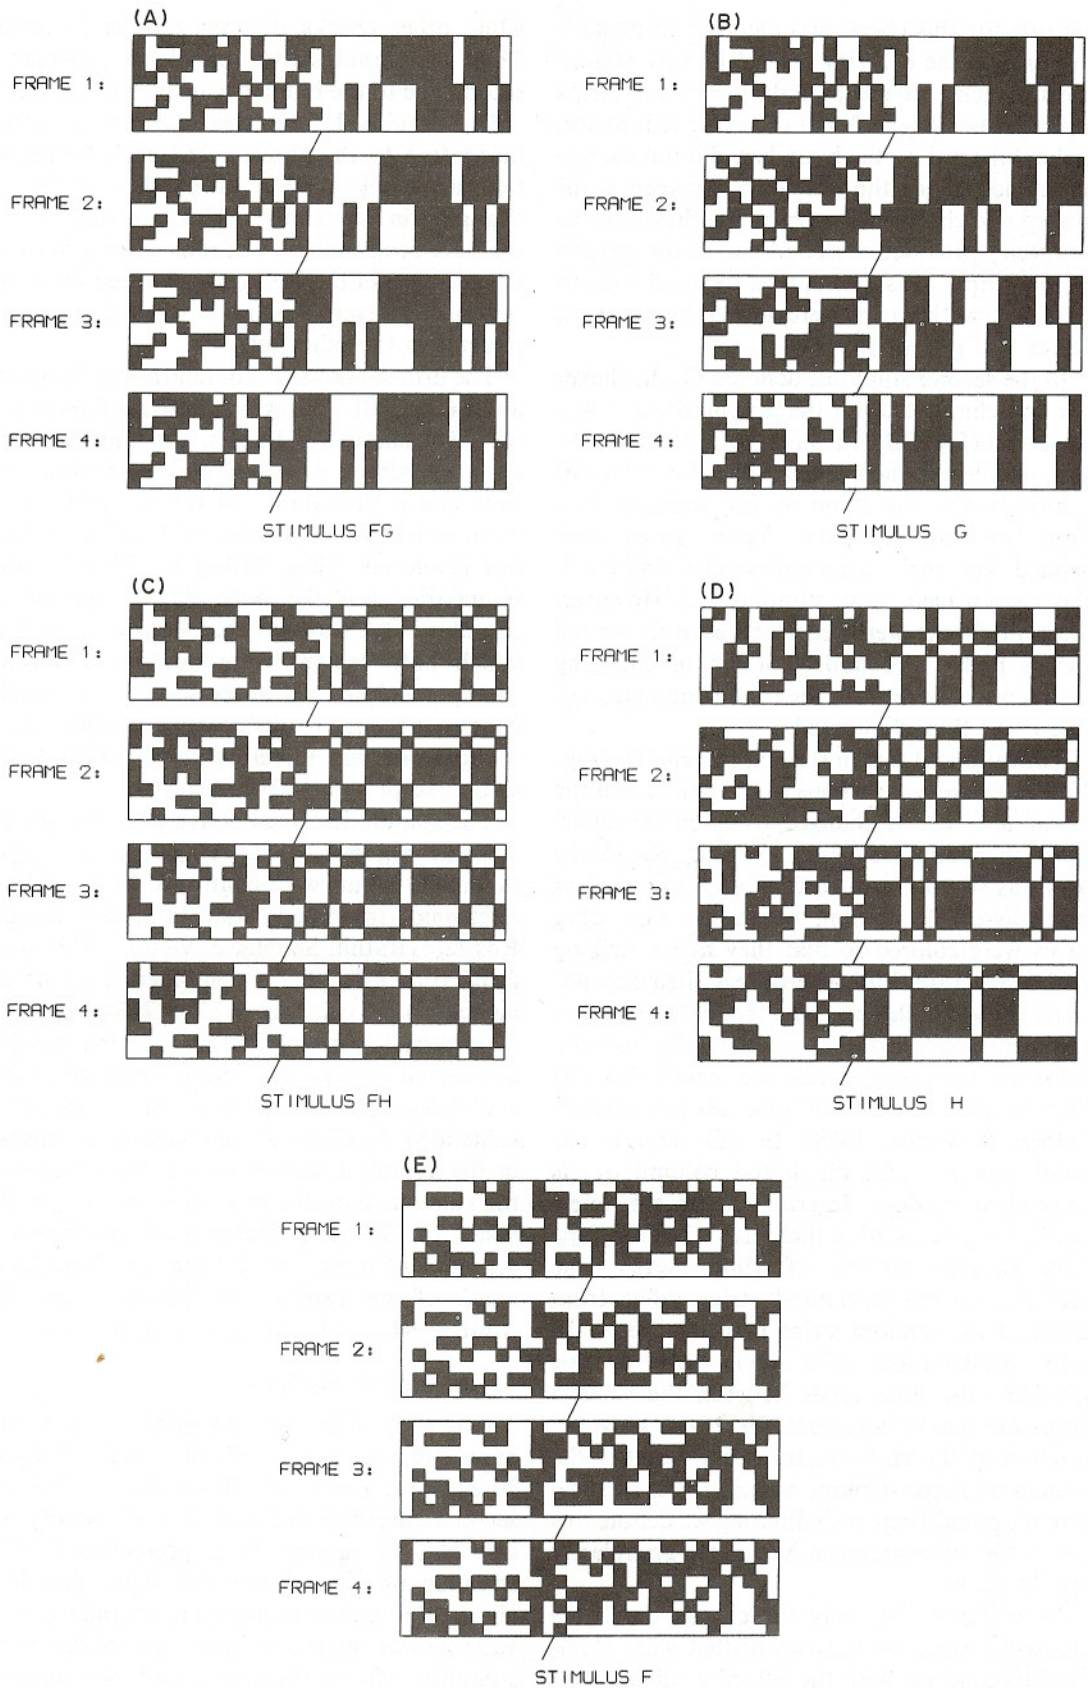 (A)
FRAME 1:
FRAME 2:
FRAME 3:
FRAME 4:
STIMULUS FG
(B)
FRAME 1:
FRAME 2:
FRAME 3:
FRAME 4:
STIMULUS G
(C)
FRAME 1:
FRAME 2:
FRAME 3:
FRAME 4:
STIMULUS FH
(D)
FRAME 1:
FRAME 2:
FRAME 3:
FRAME 4:
STIMULUS H
(E)
FRAME 1:
FRAME 2:
FRAME 3:
FRAME 4:
STIMULUS F